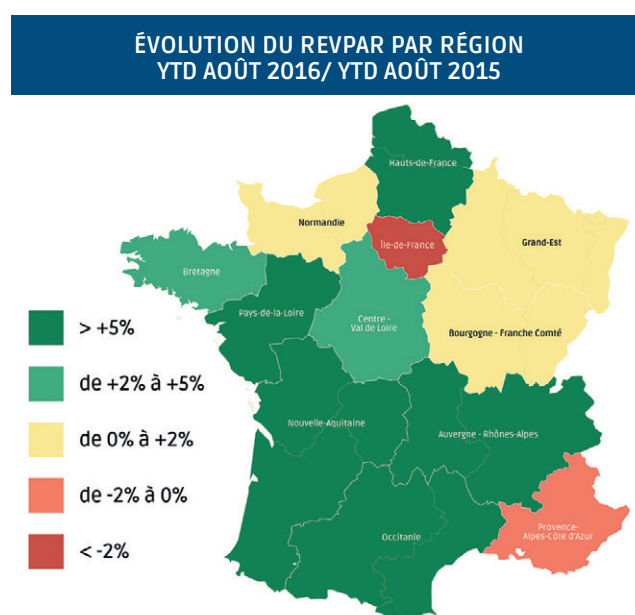 ÉVOLUTION DU REVPAR PAR RÉGION
YTD AOÛT 2016/ YTD AOÛT 2015
Hauts-de-France
Normandie
Île-de-France
Grand-Est
Bretagne
Pays-de-la-Loire
Centre -
Val de Loire
Bourgogne - Franche Comté
Nouvelle-Aquitaine
Auvergne - Rhônes-Alpes
Occitanie
Provence-
Alpes-Côte d'Azur
> +5%
de +2% à +5%
de 0% à +2%
de -2% à 0%
< -2%